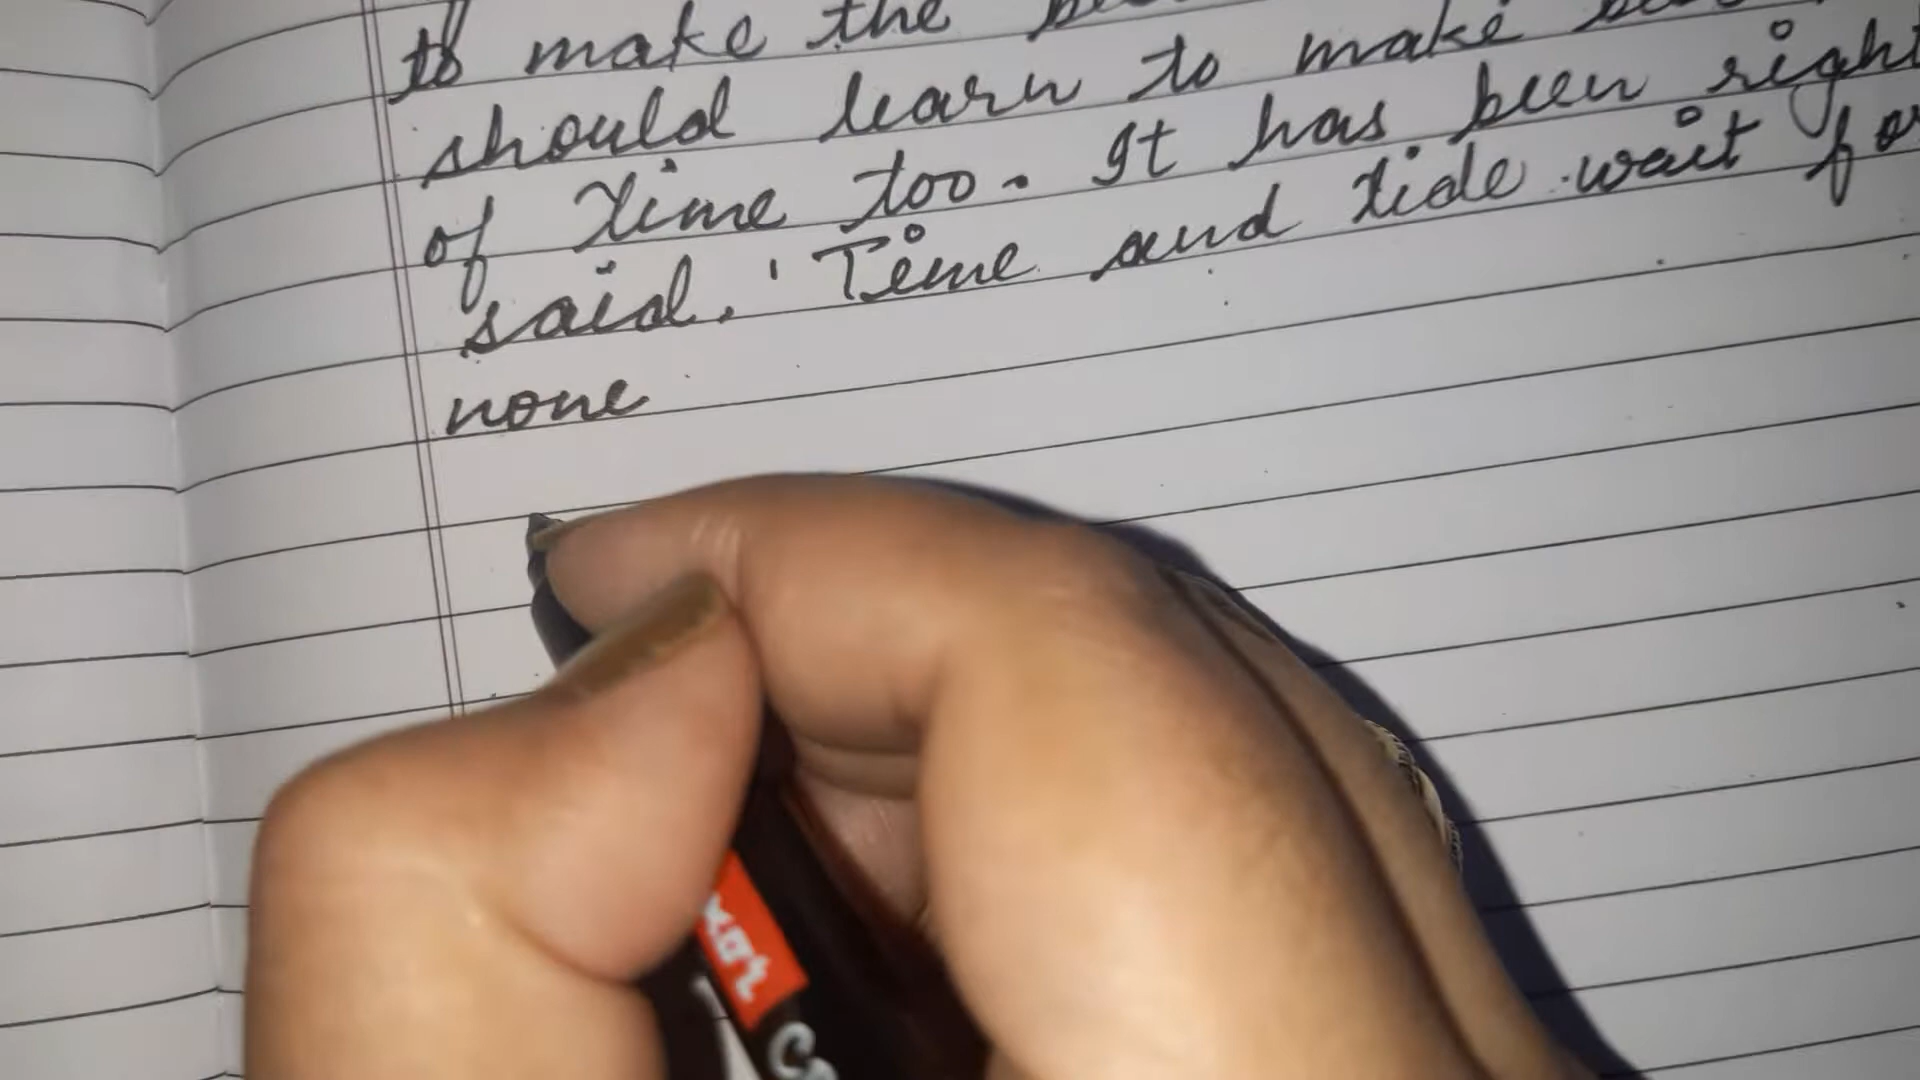 to make the
should learn to make
of time too. It has been right
said. 'Time and tide wait for
none